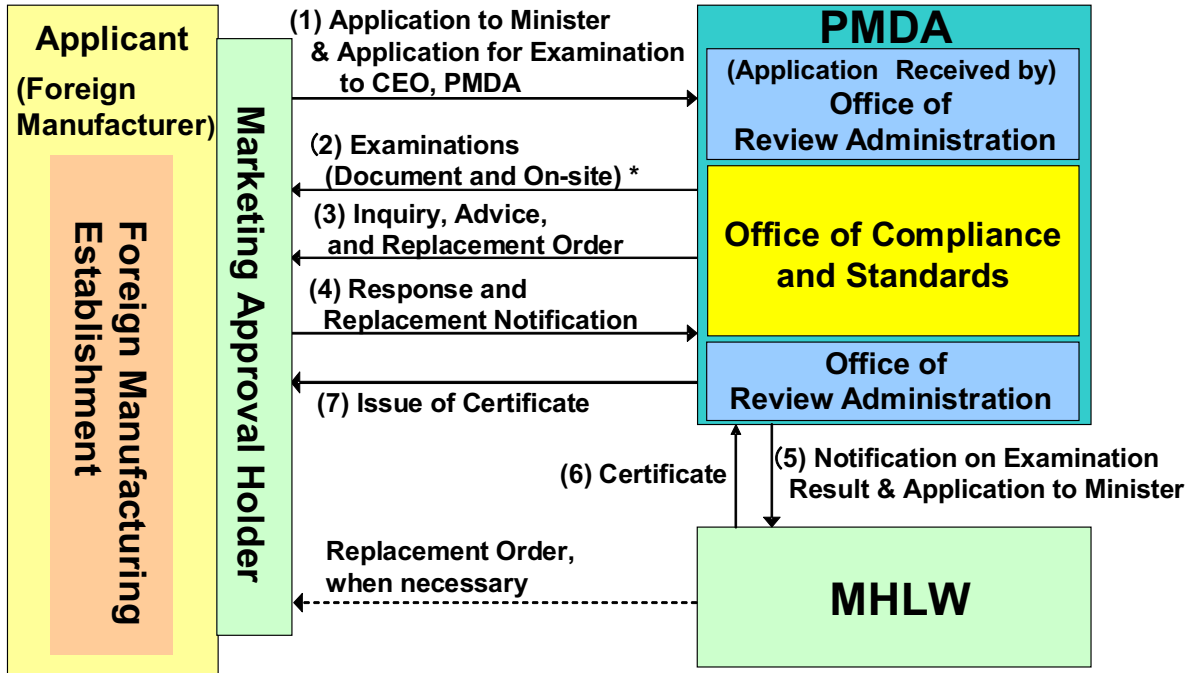 Applicant
(Foreign
Manufacturer)
Foreign Manufacturing
Establishment
Marketing Approval Holder
(1) Application to Minister
& Application for Examination
to CEO, PMDA
(2) Examinations
(Document and On-site) *
(3) Inquiry, Advice,
and Replacement Order
(4) Response and
Replacement Notification
(7) Issue of Certificate
PMDA
(Application Received by)
Office of
Review Administration
Office of Compliance
and Standards
Office of
Review Administration
(6) Certificate
(5) Notification on Examination
Result & Application to Minister
Replacement Order,
when necessary
MHLW